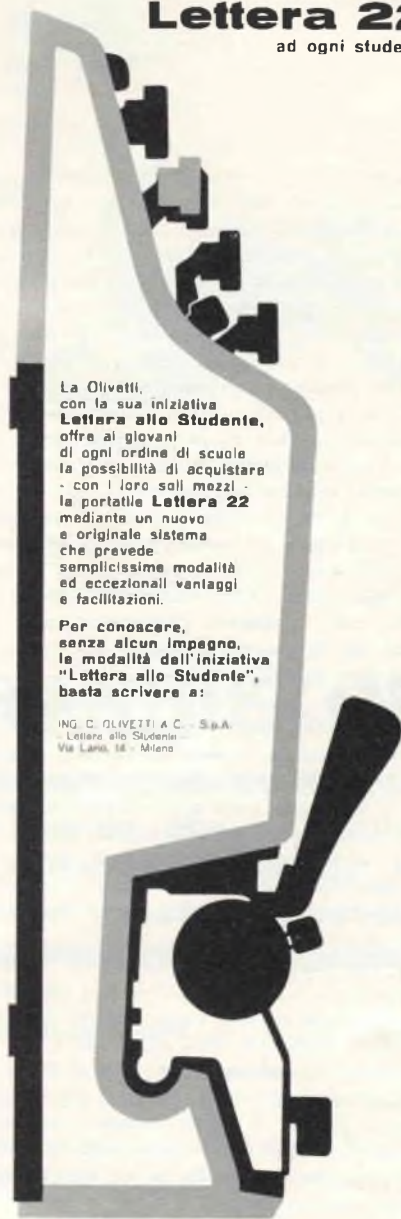 Lettera 22
ad ogni stude
La Olivetti,
con la sua iniziativa
Lettera allo Studente,
offre ai giovani
di ogni ordine di scuole
la possibilità di acquistare
- con i loro soli mezzi -
la portatile Lettera 22
mediante un nuovo
e originale sistema
che prevede
semplicissime modalità
ed eccezionali vantaggi
e facilitazioni.
Per conoscere,
senza alcun impegno,
le modalità dell'iniziativa
"Lettera allo Studente",
basta scrivere a:
ING. C. OLIVETTI & C. - S.p.A.
- Lettera allo Studente -
Via Lario, 14 - Milano